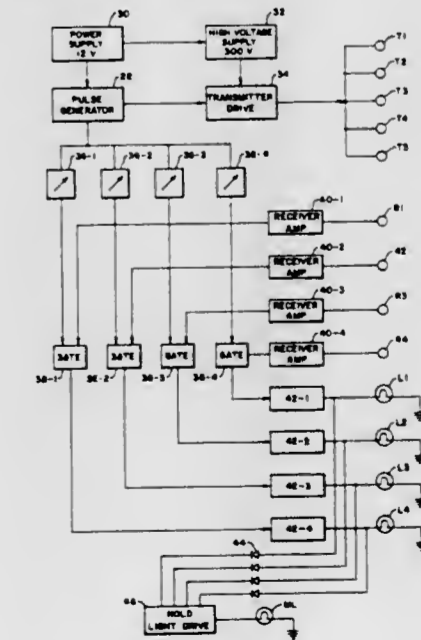 30
32
POWER
SUPPLY
12 V
HIGH VOLTAGE
SUPPLY
300 V
T1
T2
28
34
PULSE
GENERATOR
TRANSMITTER
DRIVE
T3
T4
T5
36-1
36-2
36-3
36-4
40-1
RECEIVER
AMP
R1
40-2
RECEIVER
AMP
R2
40-3
RECEIVER
AMP
R3
40-4
RECEIVER
AMP
R4
GATE
GATE
GATE
GATE
38-1
38-2
38-3
38-4
42-1
L1
42-2
L2
42-3
L3
42-4
L4
44
46
HOLD
LIGHT DRIVE